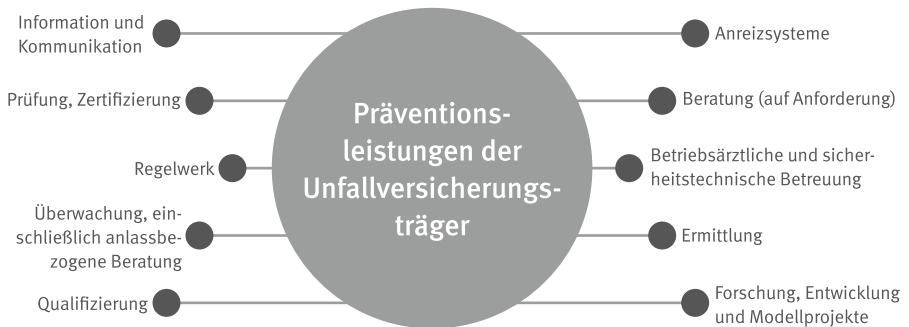 Information und
Kommunikation
Prüfung, Zertifizierung
Regelwerk
Überwachung, ein-
schließlich anlassbe-
zogene Beratung
Qualifizierung
Präventions-
leistungen der
Unfallversicherungs-
träger
Anreizsysteme
Beratung (auf Anforderung)
Betriebsärztliche und sicher-
heitstechnische Betreuung
Ermittlung
Forschung, Entwicklung
und Modellprojekte